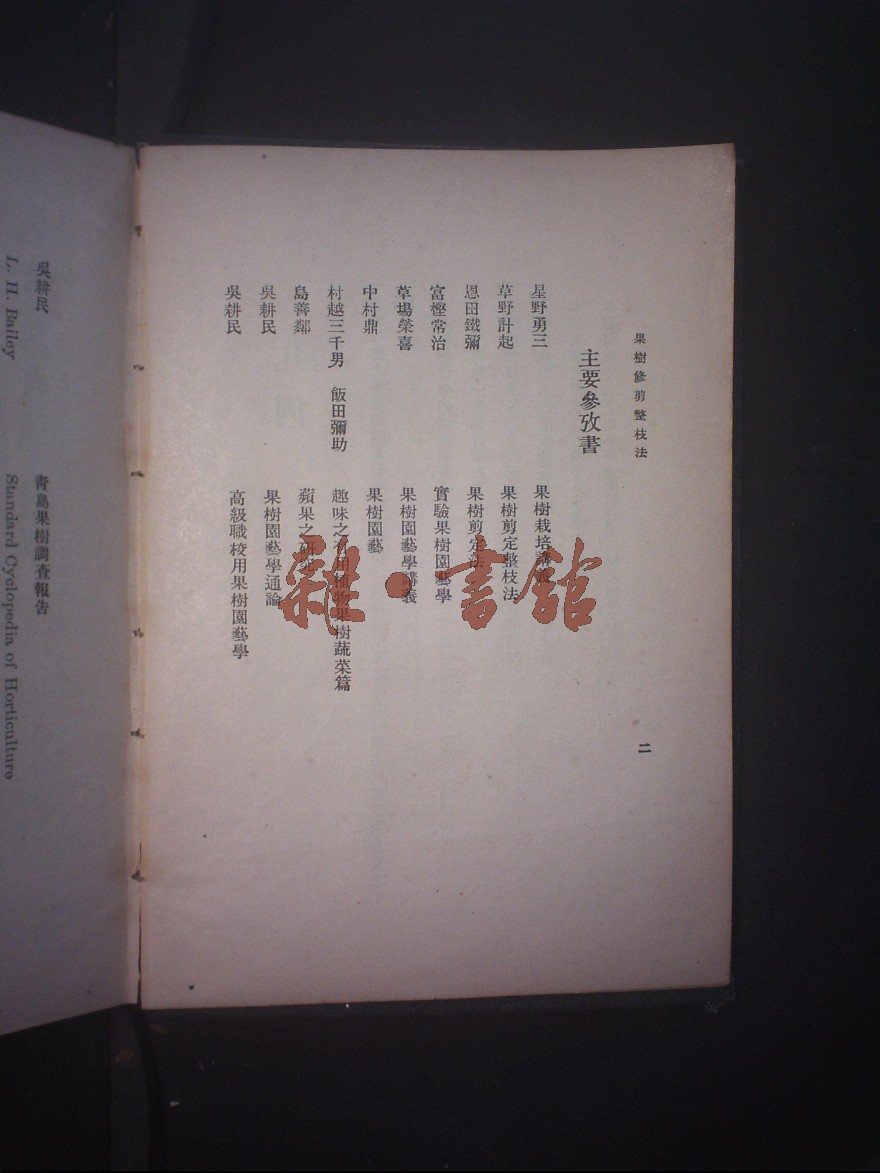 果樹修剪整枝法
二
主要參攷書
星野勇三 果樹栽培講義
草野計起 果樹剪定整枝法
恩田鐵彌 果樹剪定法
富樫常治 實驗果樹園藝學
草場榮喜 果樹園藝學講義
中村鼎 果樹園藝
村越三千男 飯田彌助 趣味之有用植物果樹蔬菜篇
島善鄰 蘋果之研究
吳耕民 果樹園藝學通論
吳耕民 高級職校用果樹園藝學
吳耕民 青島果樹調查報告
L. H. Bailey Standard Cyclopedia of Horticulture
雜·書館